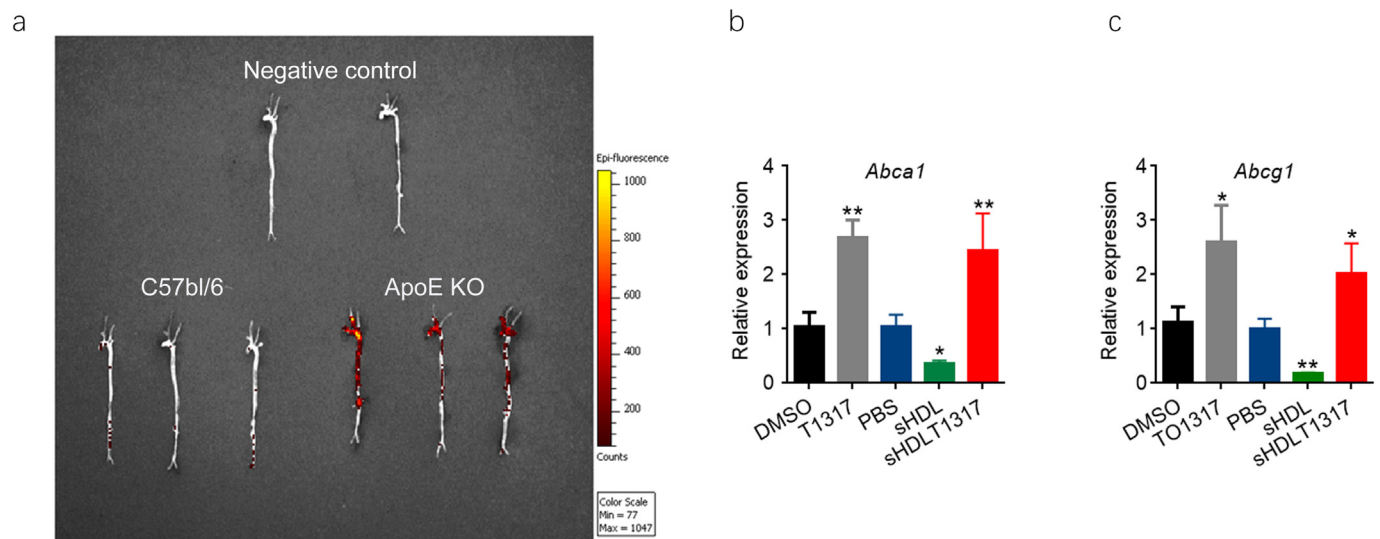 a
Negative control
C57bl/6
ApoE KO
Epi-fluorescence
1000
800
600
400
200
Counts
Color Scale
Min = 77
Max = 1047
b
Abca1
Relative expression
4
3
2
1
0
**
*
**
DMSO
T1317
PBS
sHDL
sHDLT1317
c
Abcg1
Relative expression
4
3
2
1
0
*
**
*
DMSO
TO1317
PBS
sHDL
sHDLT1317